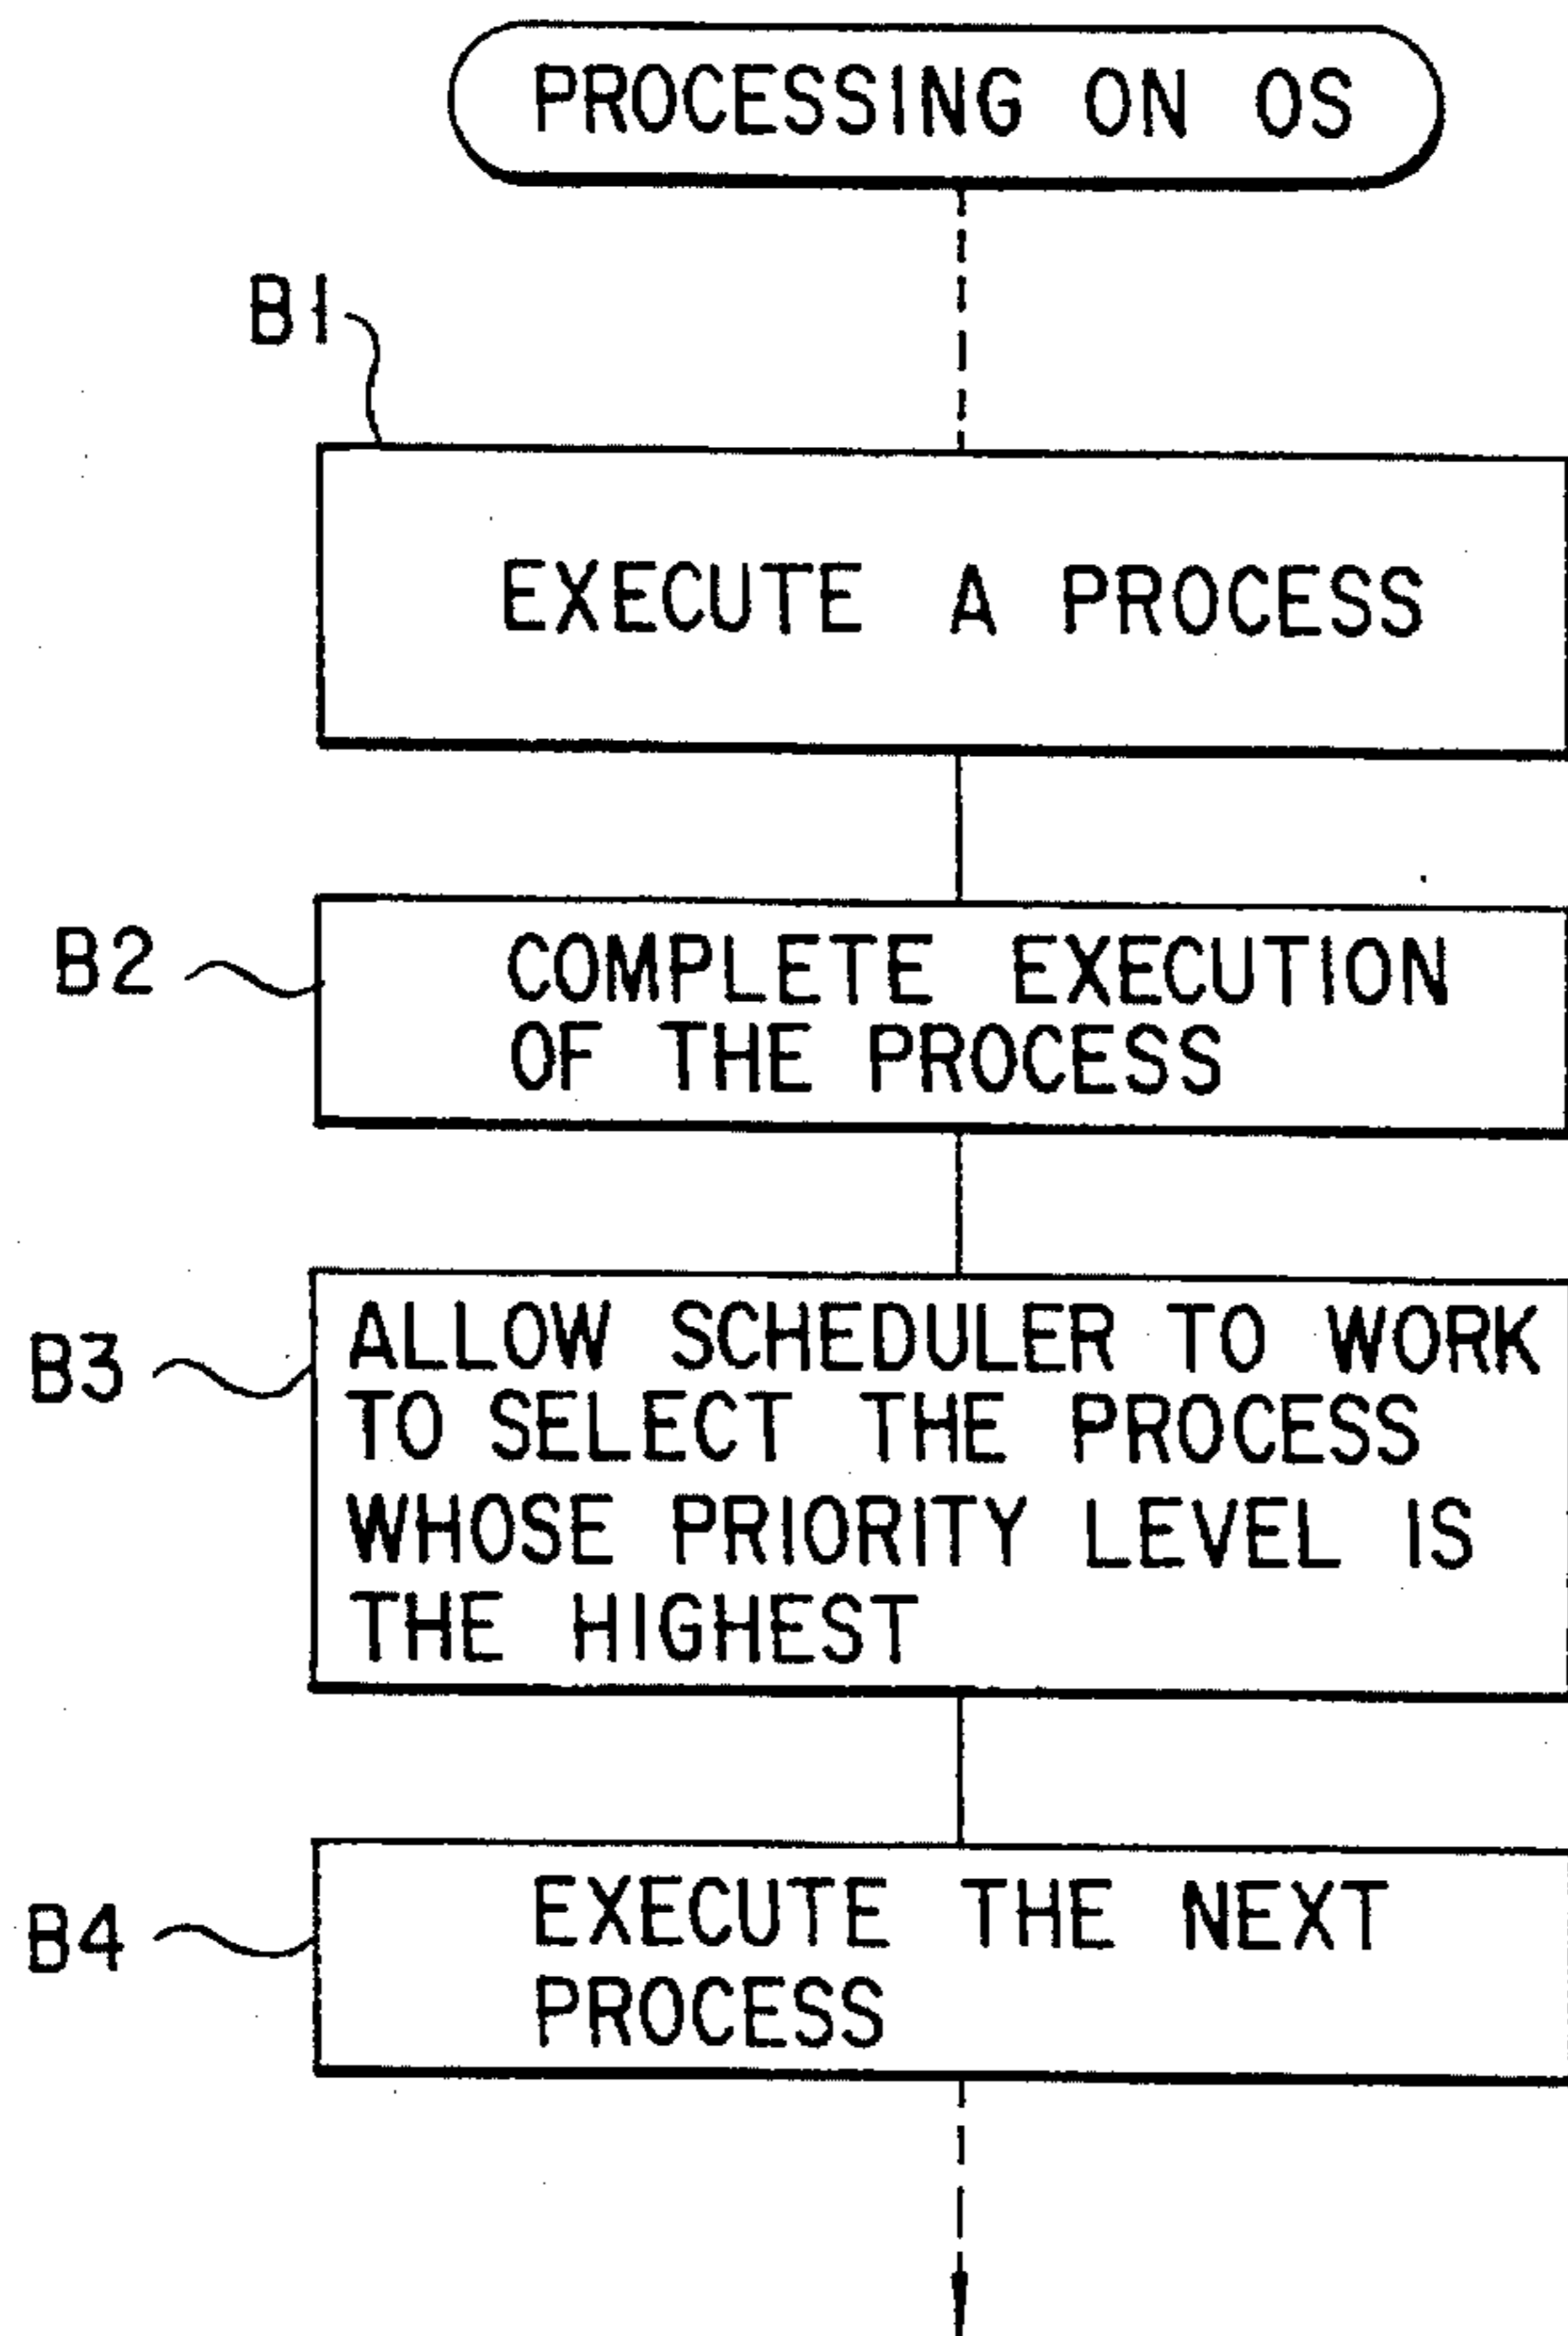 PROCESSING ON OS
B1
EXECUTE A PROCESS
B2
COMPLETE EXECUTION
OF THE PROCESS
B3
ALLOW SCHEDULER TO WORK
TO SELECT THE PROCESS
WHOSE PRIORITY LEVEL IS
THE HIGHEST
B4
EXECUTE THE NEXT
PROCESS